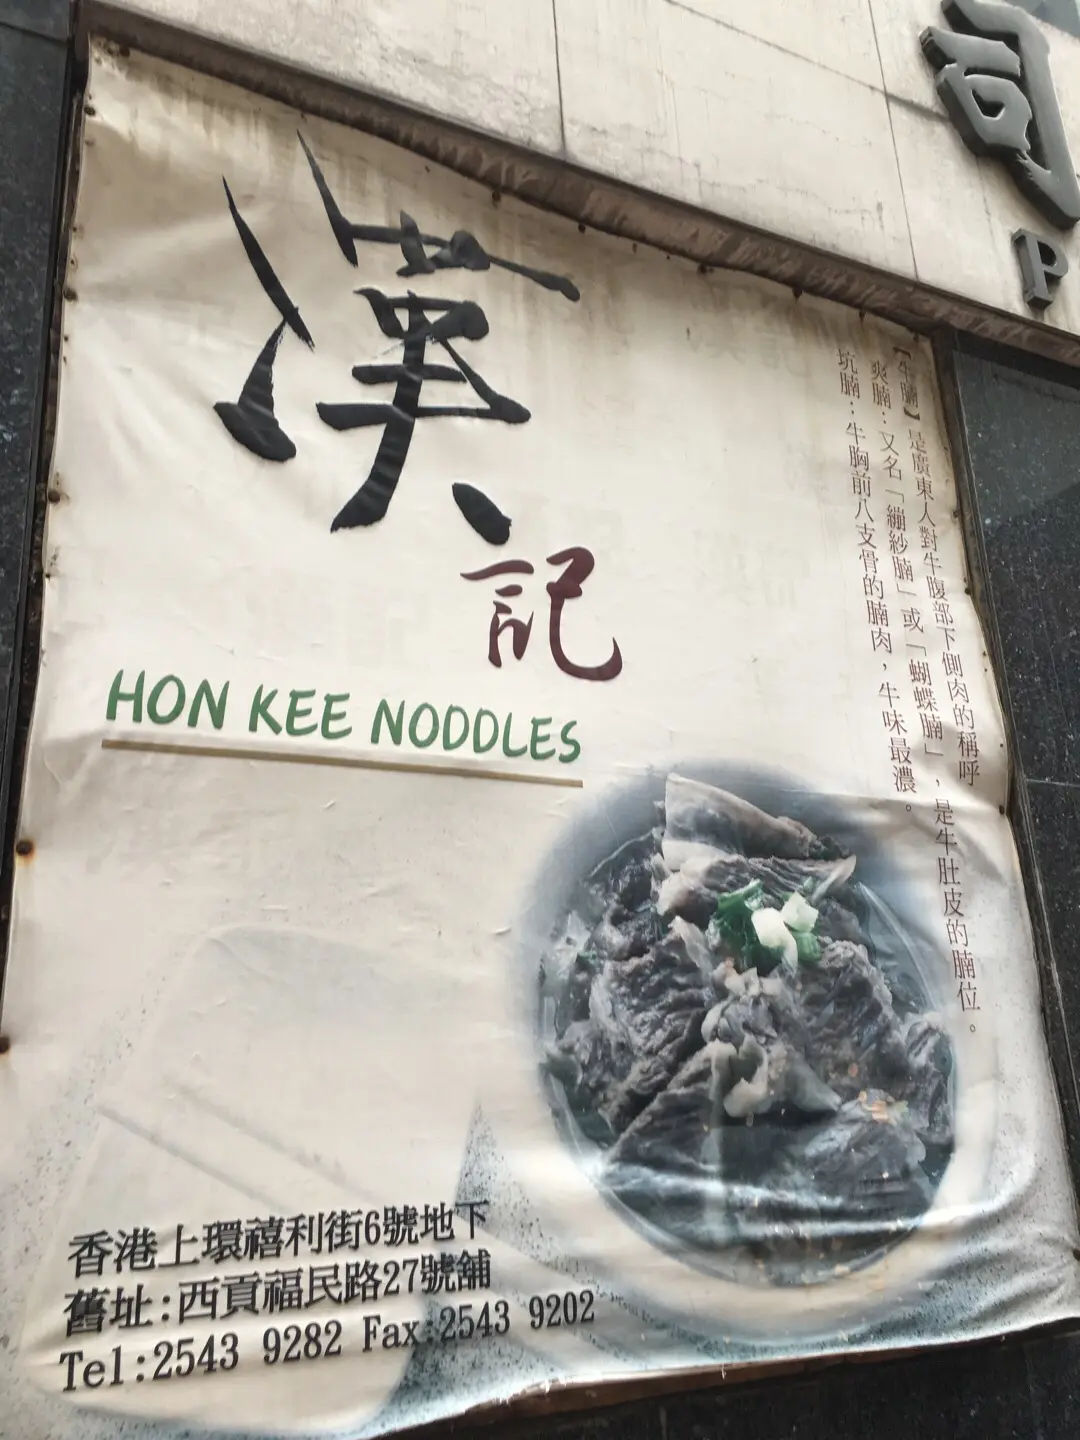 漢
記
HON KEE NOODLES
【牛腩】是廣東人對牛腹部下側肉的稱呼
爽腩：又名「繃紗腩」或「蝴蝶腩」，是牛肚皮的腩位。
坑腩：牛胸前八支骨的腩肉，牛味最濃。
香港上環禧利街6號地下
舊址:西貢福民路27號舖
Tel:2543 9282 Fax:2543 9202
司
P